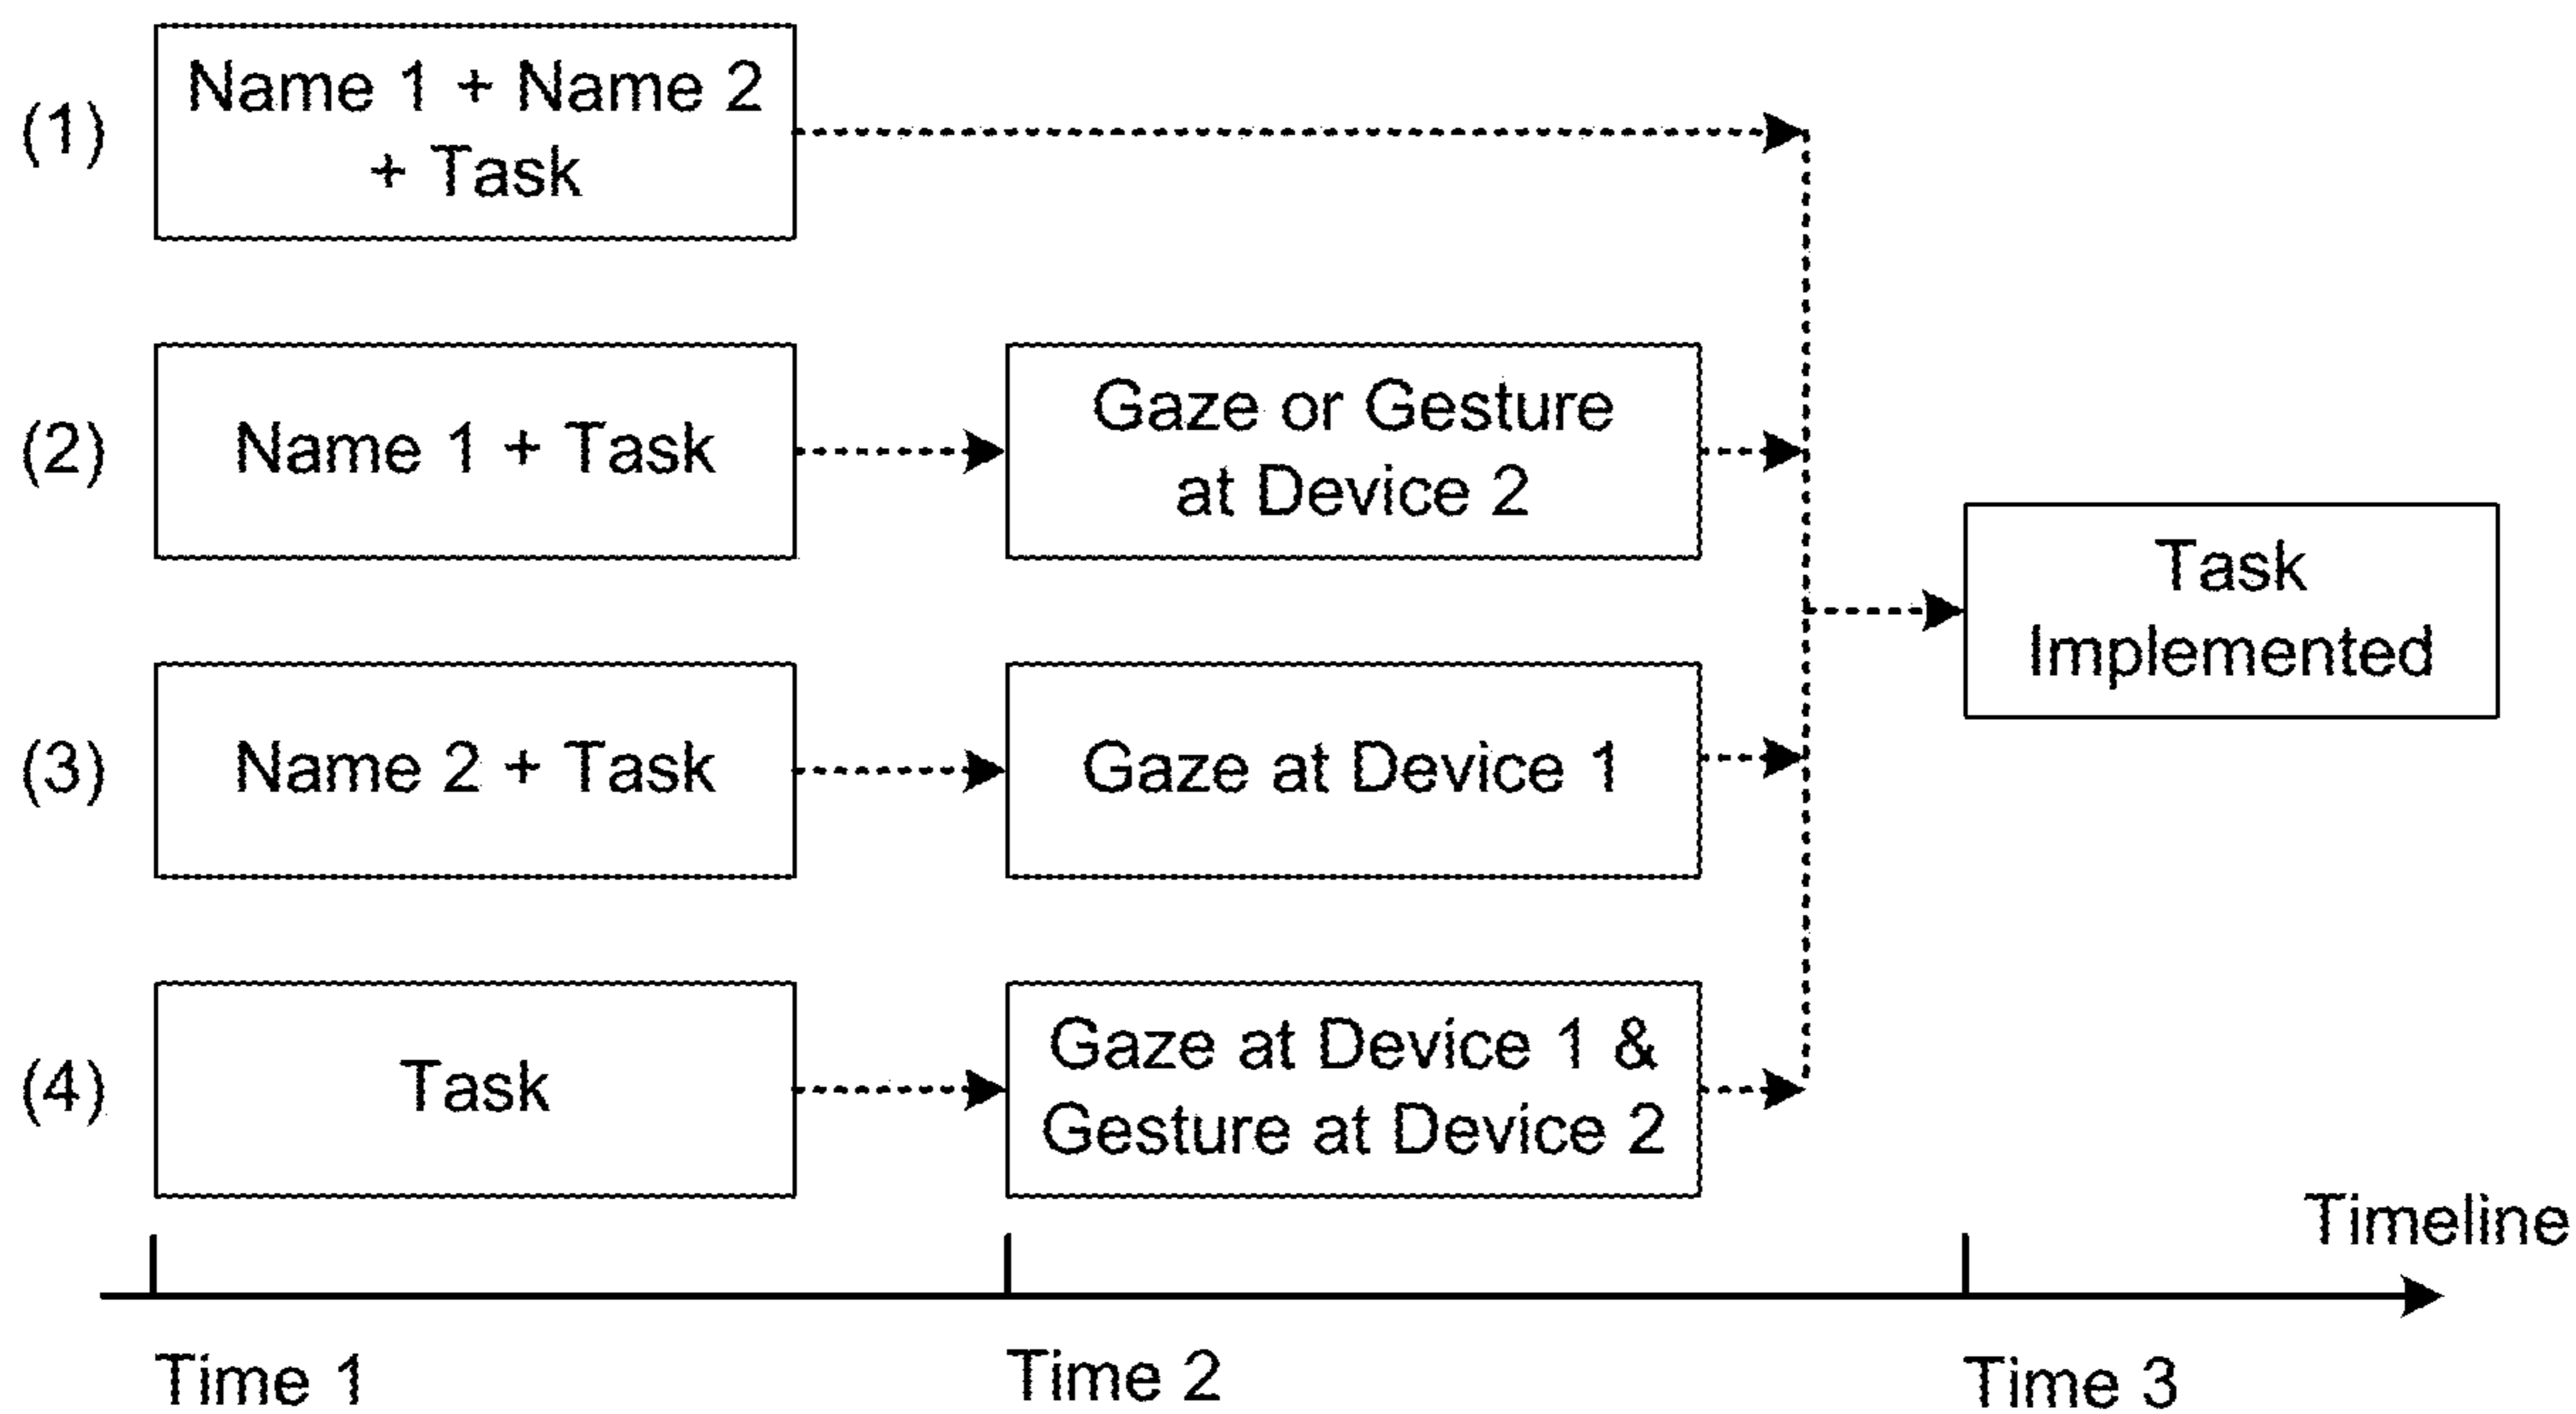 (1)
Name 1 + Name 2
+ Task
(2)
Name 1 + Task
Gaze or Gesture
at Device 2
Task
Implemented
(3)
Name 2 + Task
Gaze at Device 1
(4)
Task
Gaze at Device 1 &
Gesture at Device 2
Timeline
Time 1
Time 2
Time 3